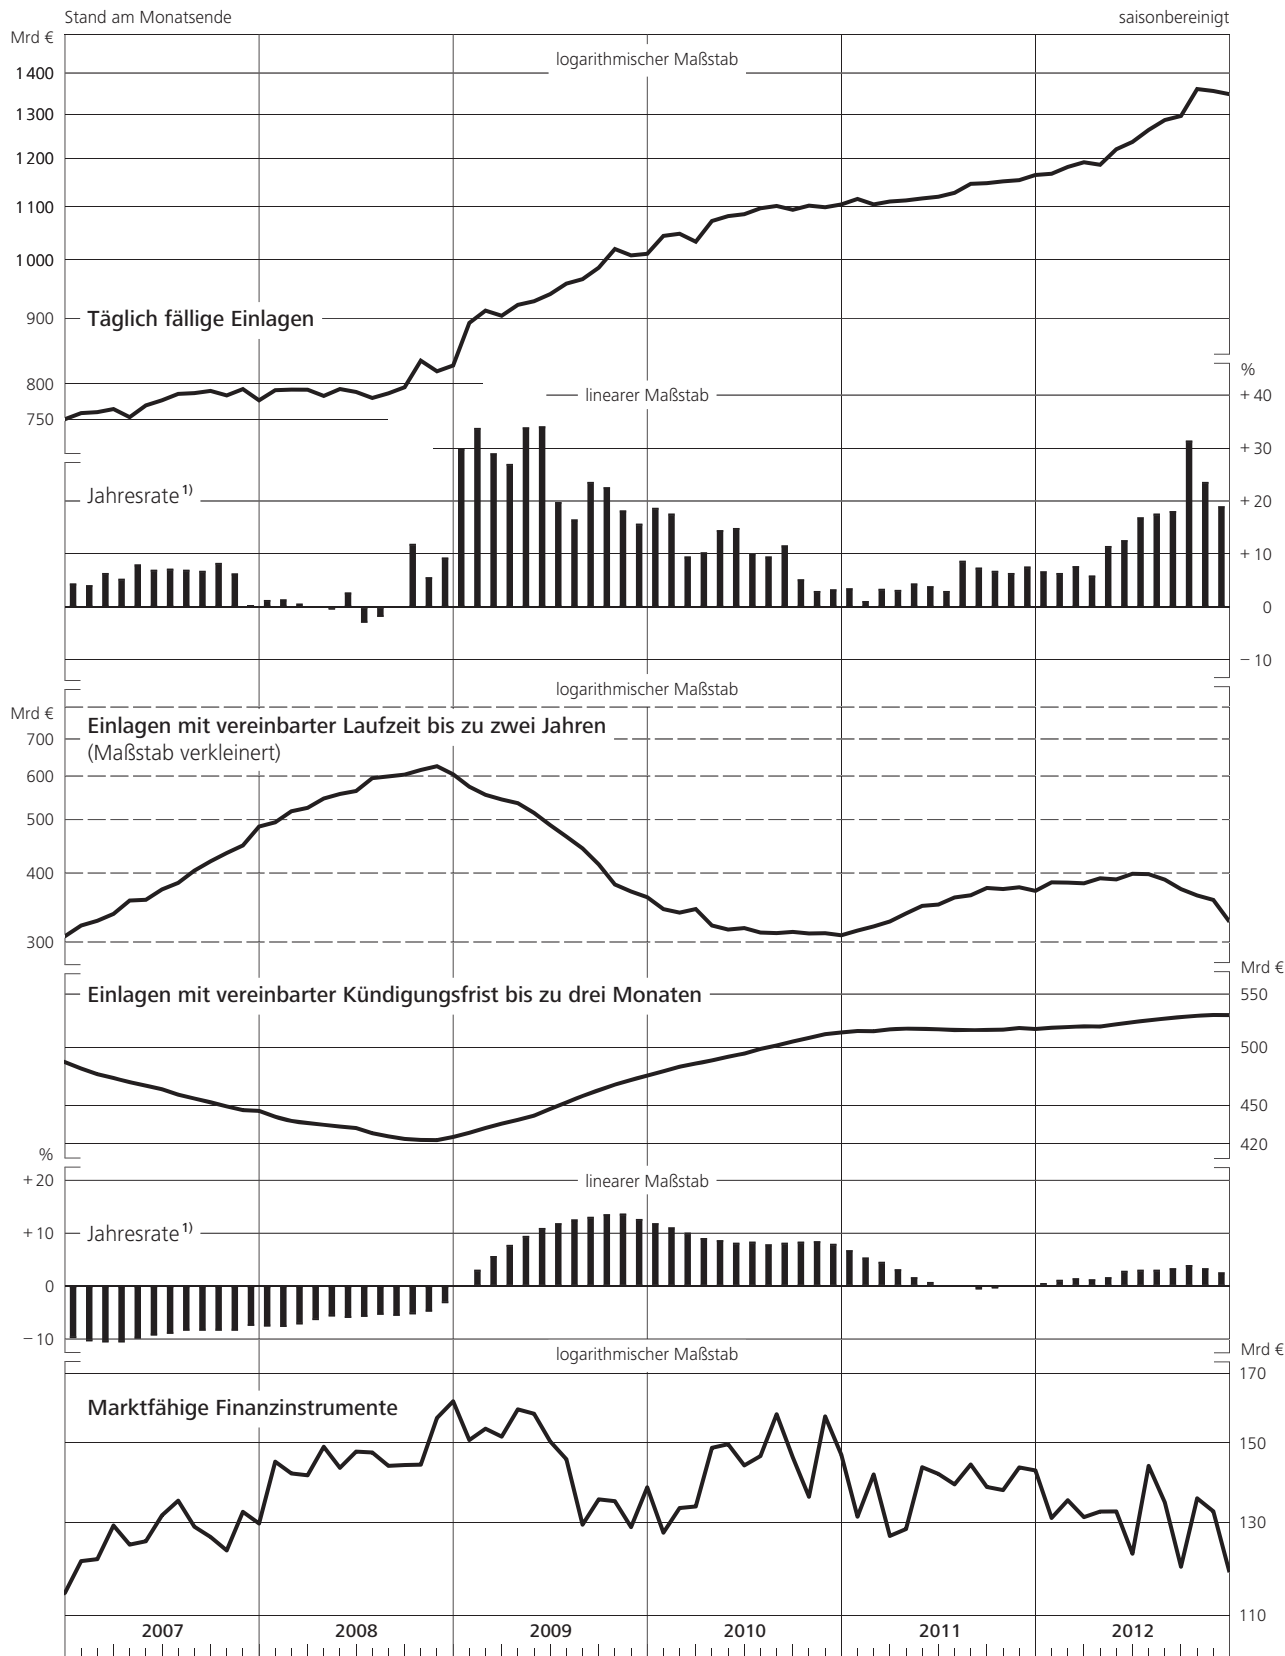 Stand am Monatsende
saisonbereinigt
Mrd €
logarithmischer Maßstab
1 400
1 300
1 200
1 100
1 000
900
Täglich fällige Einlagen
800
750
%
linearer Maßstab
+ 40
+ 30
Jahresrate 1)
+ 20
+ 10
0
− 10
logarithmischer Maßstab
Mrd €
Einlagen mit vereinbarter Laufzeit bis zu zwei Jahren
(Maßstab verkleinert)
700
600
500
400
300
Mrd €
Einlagen mit vereinbarter Kündigungsfrist bis zu drei Monaten
550
500
450
420
%
+ 20
linearer Maßstab
+ 10
Jahresrate 1)
0
− 10
logarithmischer Maßstab
Mrd €
170
Marktfähige Finanzinstrumente
150
130
110
2007 2008 2009 2010 2011 2012